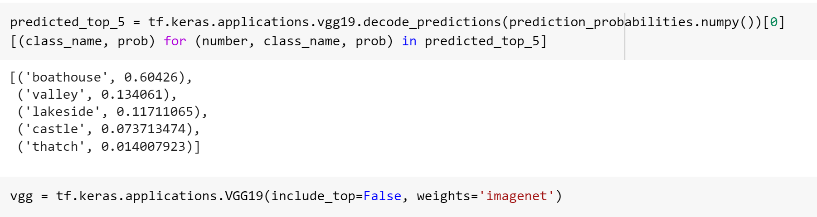 predicted_top_5 = tf.keras.applications.vgg19.decode_predictions(prediction_probabilities.numpy())[0]
[(class_name, prob) for (number, class_name, prob) in predicted_top_5]
[('boathouse', 0.60426),
 ('valley', 0.134061),
 ('lakeside', 0.11711065),
 ('castle', 0.073713474),
 ('thatch', 0.014007923)]
vgg = tf.keras.applications.VGG19(include_top=False, weights='imagenet')